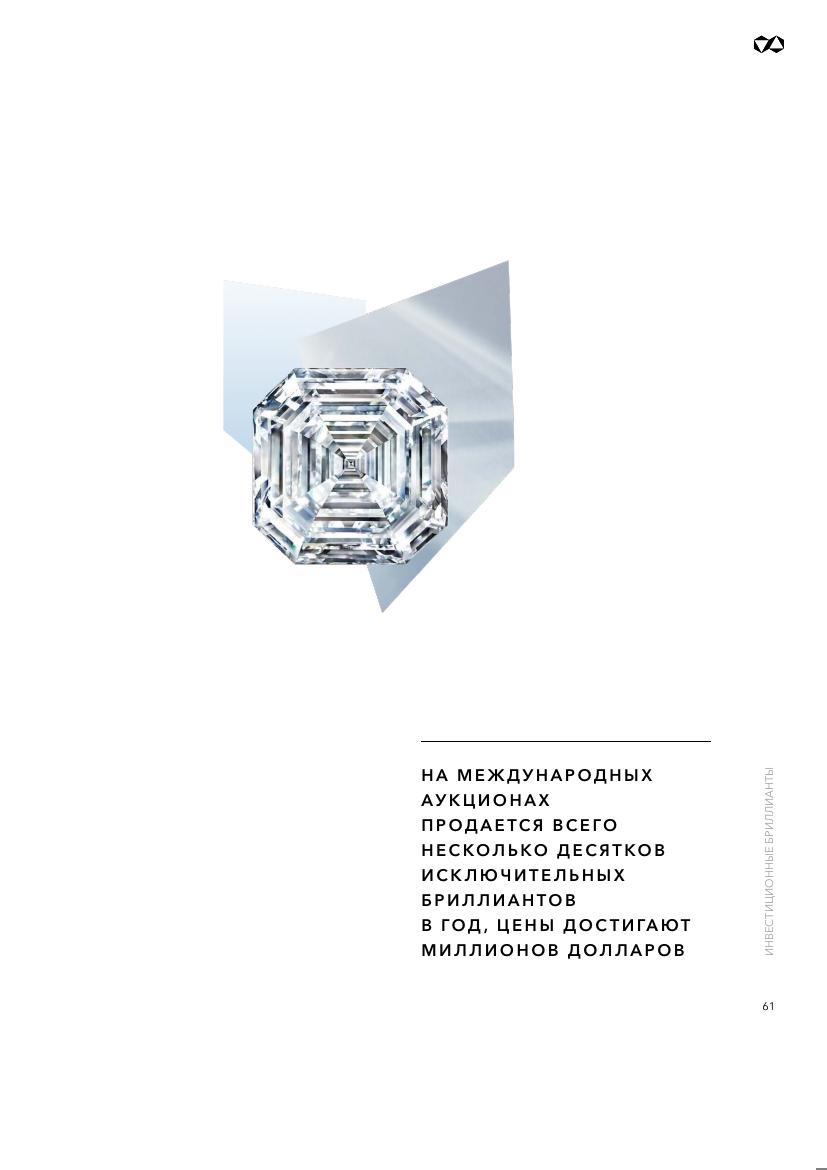 НА МЕЖДУНАРОДНЫХ
АУКЦИОНАХ
ПРОДАЕТСЯ ВСЕГО
НЕСКОЛЬКО ДЕСЯТКОВ
ИСКЛЮЧИТЕЛЬНЫХ
БРИЛЛИАНТОВ
В ГОД, ЦЕНЫ ДОСТИГАЮТ
МИЛЛИОНОВ ДОЛЛАРОВ
ИНВЕСТИЦИОННЫЕ БРИЛЛИАНТЫ
61